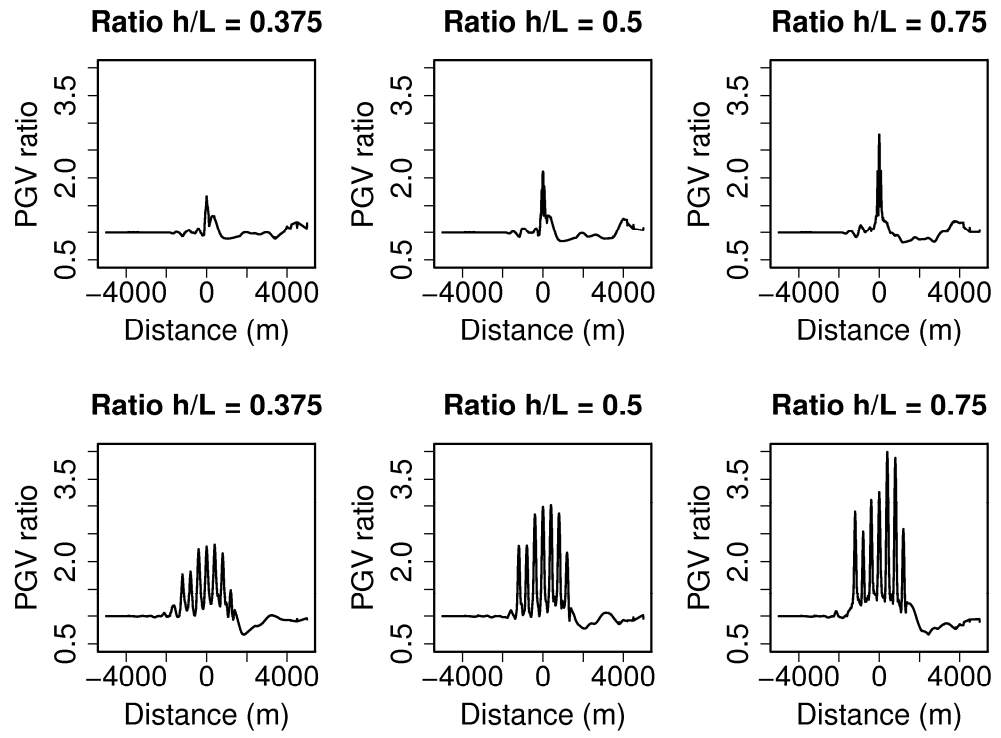 Ratio h/L = 0.375
Ratio h/L = 0.5
Ratio h/L = 0.75
PGV ratio
0.5 2.0 3.5
−4000 0 4000
Distance (m)
PGV ratio
0.5 2.0 3.5
−4000 0 4000
Distance (m)
PGV ratio
0.5 2.0 3.5
−4000 0 4000
Distance (m)
Ratio h/L = 0.375
Ratio h/L = 0.5
Ratio h/L = 0.75
PGV ratio
0.5 2.0 3.5
−4000 0 4000
Distance (m)
PGV ratio
0.5 2.0 3.5
−4000 0 4000
Distance (m)
PGV ratio
0.5 2.0 3.5
−4000 0 4000
Distance (m)